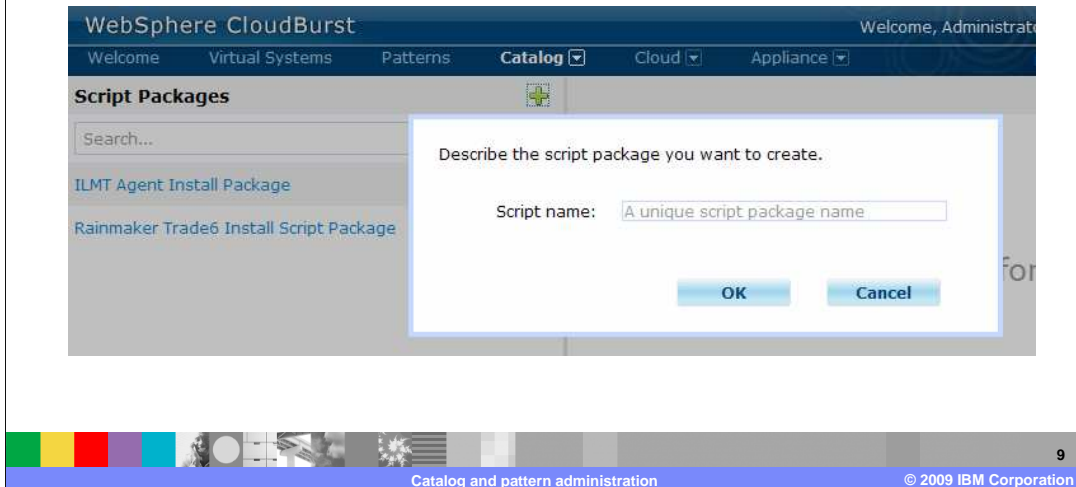 WebSphere CloudBurst
Welcome, Administrato
Welcome Virtual Systems Patterns Catalog Cloud Appliance
Script Packages
Search...
ILMT Agent Install Package
Rainmaker Trade6 Install Script Package
Describe the script package you want to create.
Script name: A unique script package name
OK Cancel
for
9
Catalog and pattern administration
© 2009 IBM Corporation